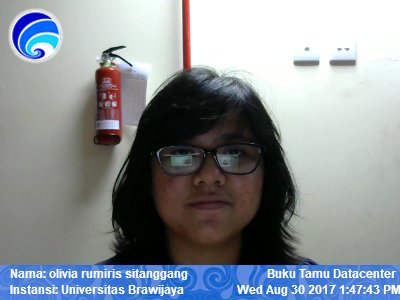 Nama: olivia rumiris sitanggang
Buku Tamu Datacenter
Instansi: Universitas Brawijaya
Wed Aug 30 2017 1:47:43 PM